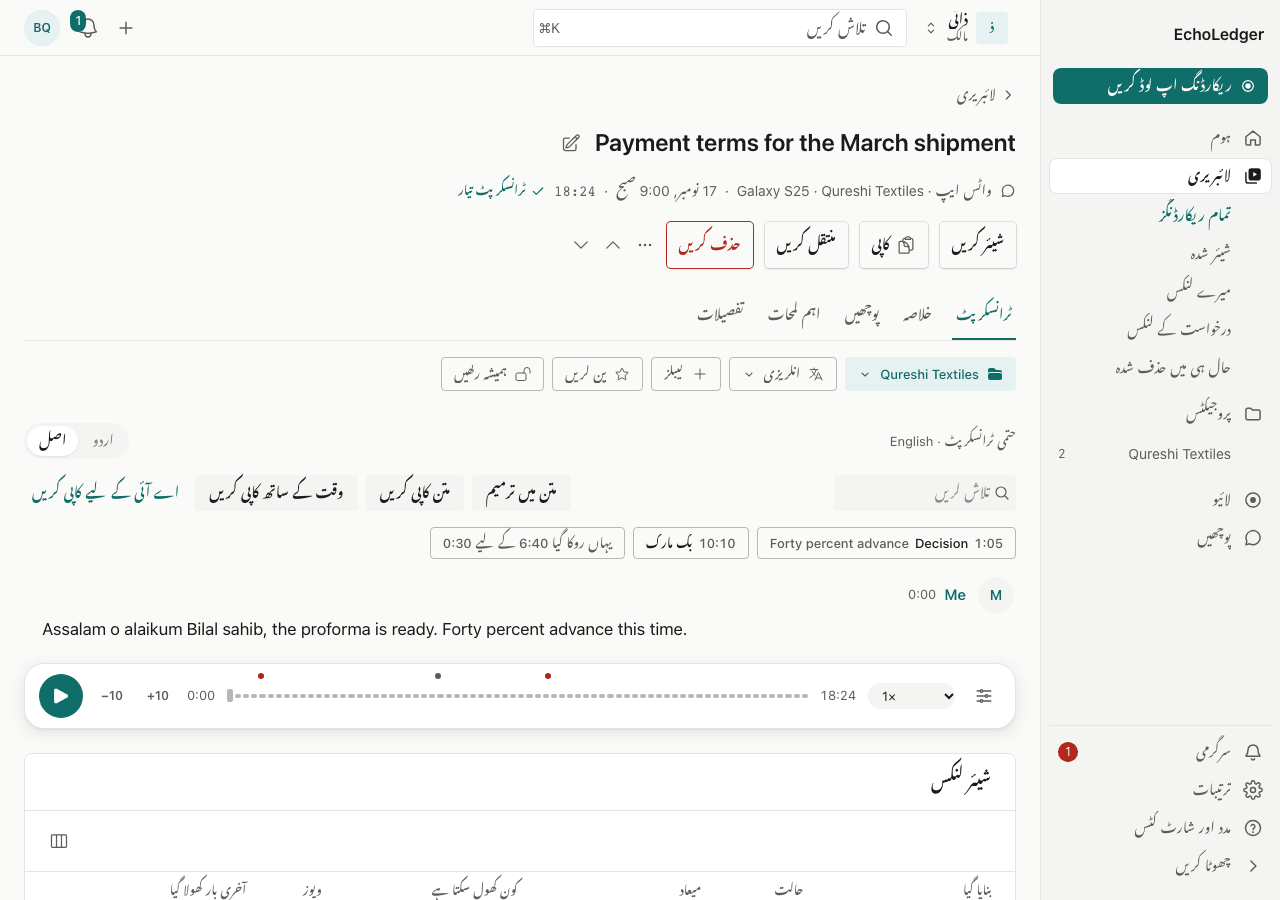 EchoLedger
ریکارڈنگ اپ لوڈ کریں
ہوم
لائبریری
تمام ریکارڈنگز
شیئر شدہ
میرے لنکس
درخواست کے لنکس
حال ہی میں حذف شدہ
پروجیکٹس
Qureshi Textiles 2
لائیو
پوچھیں
سرگرمی 1
ترتیبات
مدد اور شارٹ کٹس
چھوٹا کریں
ذ ذاتی
مالک
تلاش کریں ⌘K
1
BQ
لائبریری
Payment terms for the March shipment
واٹس ایپ · Galaxy S25 · Qureshi Textiles · 17 نومبر, 9:00 صبح · 18:24 ٹرانسکرپٹ تیار
شیئر کریں کاپی منتقل کریں حذف کریں ···
ٹرانسکرپٹ خلاصہ پوچھیں اہم لمحات تفصیلات
Qureshi Textiles انگریزی لیبلز پن کریں ہمیشہ رکھیں
حتمی ٹرانسکرپٹ · English اردو اصل
تلاش کریں متن میں ترمیم متن کاپی کریں وقت کے ساتھ کاپی کریں اے آئی کے لیے کاپی کریں
1:05 Decision Forty percent advance 10:10 بک مارک یہاں روکا گیا 6:40 کے لیے 0:30
M Me 0:00
Assalam o alaikum Bilal sahib, the proforma is ready. Forty percent advance this time.
−10 +10 0:00 18:24 1×
شیئر لنکس
بنایا گیا حالت میعاد کون کھول سکتا ہے ویوز آخری بار کھولا گیا